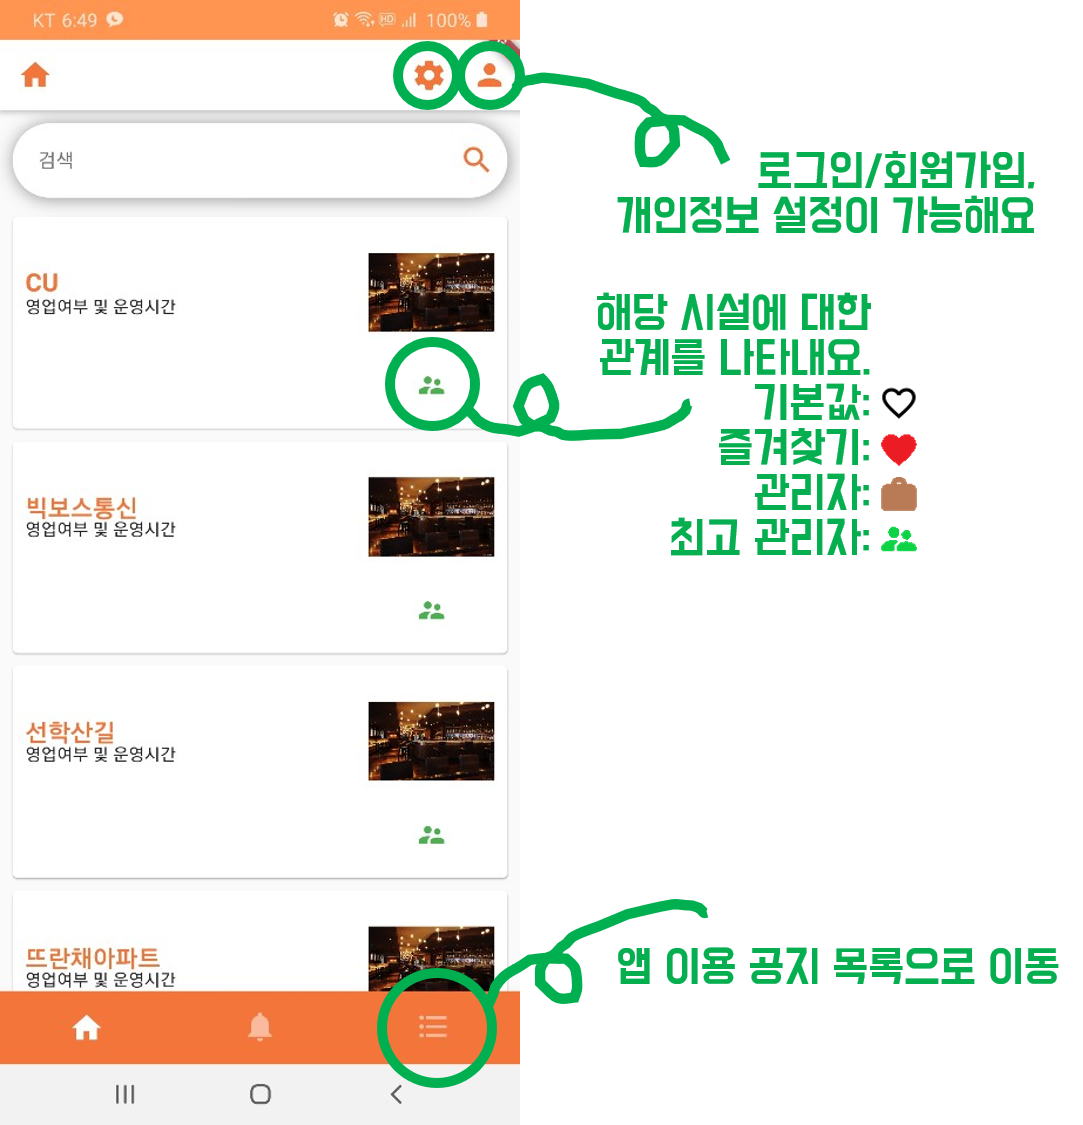 KT 6:49
HD
100%
검색
로그인/회원가입,
개인정보 설정이 가능해요
CU
영업여부 및 운영시간
해당 시설에 대한
관계를 나타내요.
기본값:
즐겨찾기:
관리자:
최고 관리자:
빅보스통신
영업여부 및 운영시간
선학산길
영업여부 및 운영시간
뜨란채아파트
영업여부 및 운영시간
앱 이용 공지 목록으로 이동